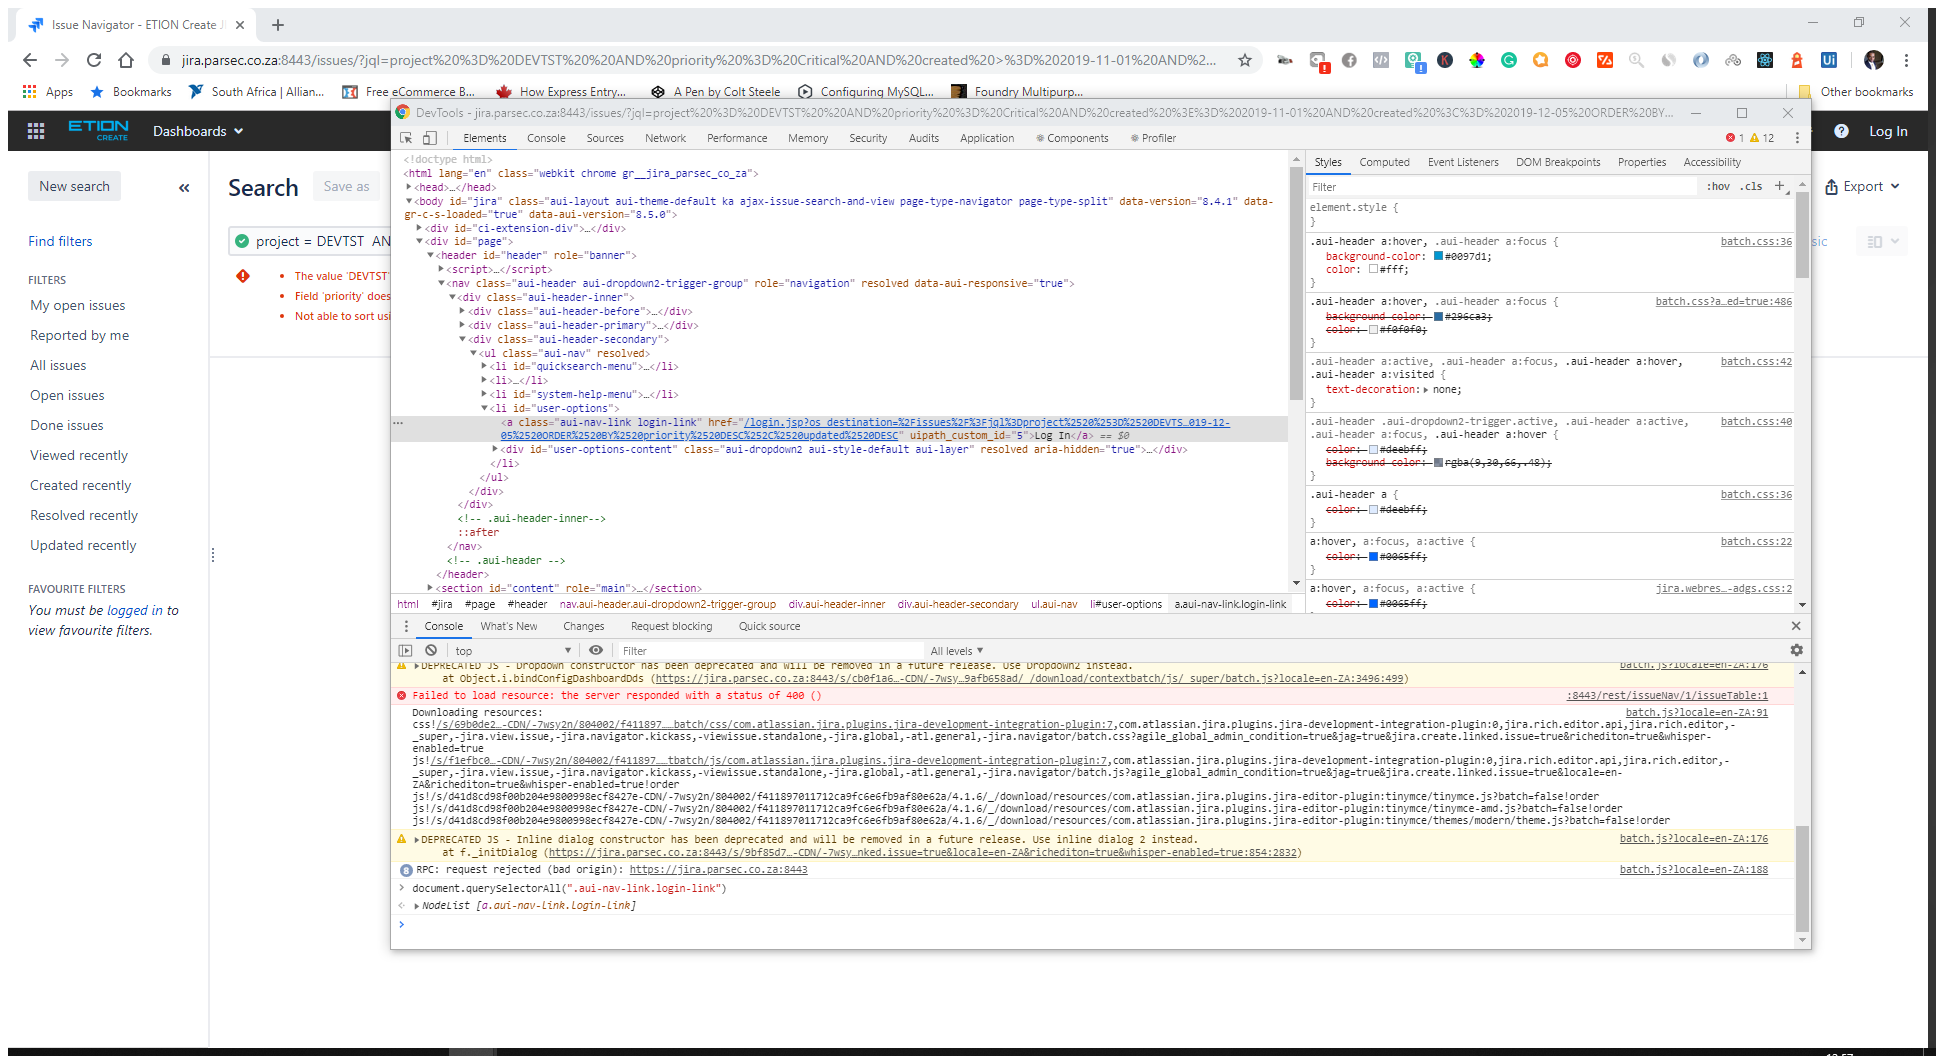 Issue Navigator - ETION Create J
jira.parsec.co.za:8443/issues/?jql=project%20%3D%20DEVTST%20%20AND%20priority%20%3D%20Critical%20AND%20created%20>%3D%202019-11-01%20AND%2...
Apps
Bookmarks
South Africa | Allian...
Free eCommerce B...
How Express Entry...
A Pen by Colt Steele
Configuring MySQL...
Foundry Multipurp...
Other bookmarks
ETION
CREATE
Dashboards
Log In
New search
«
Search
Save as
Export
Find filters
project = DEVTST AN
The value 'DEVTST'
Field 'priority' does
Not able to sort usi
FILTERS
My open issues
Reported by me
All issues
Open issues
Done issues
Viewed recently
Created recently
Resolved recently
Updated recently
FAVOURITE FILTERS
You must be logged in to
view favourite filters.
DevTools - jira.parsec.co.za:8443/issues/?jql=project%20%3D%20DEVTST%20%20AND%20priority%20%3D%20Critical%20AND%20created%20%3E%3D%202019-11-01%20AND%20created%20%3C%3D%202019-12-05%20ORDER%20BY...
Elements Console Sources Network Performance Memory Security Audits Application Components Profiler 1 12
<!doctype html>
<html lang="en" class="webkit chrome gr__jira_parsec_co_za">
<head>…</head>
<body id="jira" class="aui-layout aui-theme-default ka ajax-issue-search-and-view page-type-navigator page-type-split" data-version="8.4.1" data-
gr-c-s-loaded="true" data-aui-version="8.5.0">
<div id="ci-extension-div">…</div>
<div id="page">
<header id="header" role="banner">
<script>…</script>
<nav class="aui-header aui-dropdown2-trigger-group" role="navigation" resolved data-aui-responsive="true">
<div class="aui-header-inner">
<div class="aui-header-before">…</div>
<div class="aui-header-primary">…</div>
<div class="aui-header-secondary">
<ul class="aui-nav" resolved>
<li id="quicksearch-menu">…</li>
<li>…</li>
<li id="system-help-menu">…</li>
<li id="user-options">
<a class="aui-nav-link login-link" href="/login.jsp?os_destination=%2Fissues%2F%3Fjql%3Dproject%2520%253D%2520DEVTS…019-12-
05%2520ORDER%2520BY%2520priority%2520DESC%252C%2520updated%2520DESC" uipath_custom_id="5">Log In</a> == $0
<div id="user-options-content" class="aui-dropdown2 aui-style-default aui-layer" resolved aria-hidden="true">…</div>
</li>
</ul>
</div>
</div>
<!-- .aui-header-inner-->
::after
</nav>
<!-- .aui-header -->
</header>
<section id="content" role="main">…</section>
html #jira #page #header nav.aui-header.aui-dropdown2-trigger-group div.aui-header-inner div.aui-header-secondary ul.aui-nav li#user-options a.aui-nav-link.login-link
Styles Computed Event Listeners DOM Breakpoints Properties Accessibility
Filter :hov .cls +
element.style {
}
.aui-header a:hover, .aui-header a:focus { batch.css:36
background-color: #0097d1;
color: #fff;
}
.aui-header a:hover, .aui-header a:focus { batch.css?a…ed=true:486
background-color: #296ca3;
color: #f0f0f0;
}
.aui-header a:active, .aui-header a:focus, .aui-header a:hover, batch.css:42
.aui-header a:visited {
text-decoration: none;
}
.aui-header .aui-dropdown2-trigger.active, .aui-header a:active, batch.css:40
.aui-header a:focus, .aui-header a:hover {
color: #deebff;
background-color: rgba(9,30,66,.48);
}
.aui-header a { batch.css:36
color: #deebff;
}
a:hover, a:focus, a:active { batch.css:22
color: #0065ff;
}
a:hover, a:focus, a:active { jira.webres…-adgs.css:2
color: #0065ff;
Console What's New Changes Request blocking Quick source
top Filter All levels
DEPRECATED JS - Dropdown constructor has been deprecated and will be removed in a future release. Use Dropdown2 instead. batch.js?locale=en-ZA:176
at Object.i.bindConfigDashboardDds (https://jira.parsec.co.za:8443/s/cb0f1a6…-CDN/-7wsy…9afb658ad/_/download/contextbatch/js/_super/batch.js?locale=en-ZA:3496:499)
Failed to load resource: the server responded with a status of 400 () :8443/rest/issueNav/1/issueTable:1
Downloading resources: batch.js?locale=en-ZA:91
css!/s/69b0de2…-CDN/-7wsy2n/804002/f411897……batch/css/com.atlassian.jira.plugins.jira-development-integration-plugin:7,com.atlassian.jira.plugins.jira-development-integration-plugin:0,jira.rich.editor.api,jira.rich.editor,-
_super,-jira.view.issue,-jira.navigator.kickass,-viewissue.standalone,-jira.global,-atl.general,-jira.navigator/batch.css?agile_global_admin_condition=true&jag=true&jira.create.linked.issue=true&richediton=true&whisper-
enabled=true
js!/s/f1efbc0…-CDN/-7wsy2n/804002/f411897……tbatch/js/com.atlassian.jira.plugins.jira-development-integration-plugin:7,com.atlassian.jira.plugins.jira-development-integration-plugin:0,jira.rich.editor.api,jira.rich.editor,-
_super,-jira.view.issue,-jira.navigator.kickass,-viewissue.standalone,-jira.global,-atl.general,-jira.navigator/batch.js?agile_global_admin_condition=true&jag=true&jira.create.linked.issue=true&locale=en-
ZA&richediton=true&whisper-enabled=true!order
js!/s/d41d8cd98f00b204e9800998ecf8427e-CDN/-7wsy2n/804002/f411897011712ca9fc6e6fb9af80e62a/4.1.6/_/download/resources/com.atlassian.jira.plugins.jira-editor-plugin:tinymce/tinymce.js?batch=false!order
js!/s/d41d8cd98f00b204e9800998ecf8427e-CDN/-7wsy2n/804002/f411897011712ca9fc6e6fb9af80e62a/4.1.6/_/download/resources/com.atlassian.jira.plugins.jira-editor-plugin:tinymce/tinymce-amd.js?batch=false!order
js!/s/d41d8cd98f00b204e9800998ecf8427e-CDN/-7wsy2n/804002/f411897011712ca9fc6e6fb9af80e62a/4.1.6/_/download/resources/com.atlassian.jira.plugins.jira-editor-plugin:tinymce/themes/modern/theme.js?batch=false!order
DEPRECATED JS - Inline dialog constructor has been deprecated and will be removed in a future release. Use inline dialog 2 instead. batch.js?locale=en-ZA:176
at f._initDialog (https://jira.parsec.co.za:8443/s/9bf85d7…-CDN/-7wsy…nked.issue=true&locale=en-ZA&richediton=true&whisper-enabled=true:854:2832)
8 RPC: request rejected (bad origin): https://jira.parsec.co.za:8443 batch.js?locale=en-ZA:188
document.querySelectorAll(".aui-nav-link.login-link")
NodeList [a.aui-nav-link.login-link]